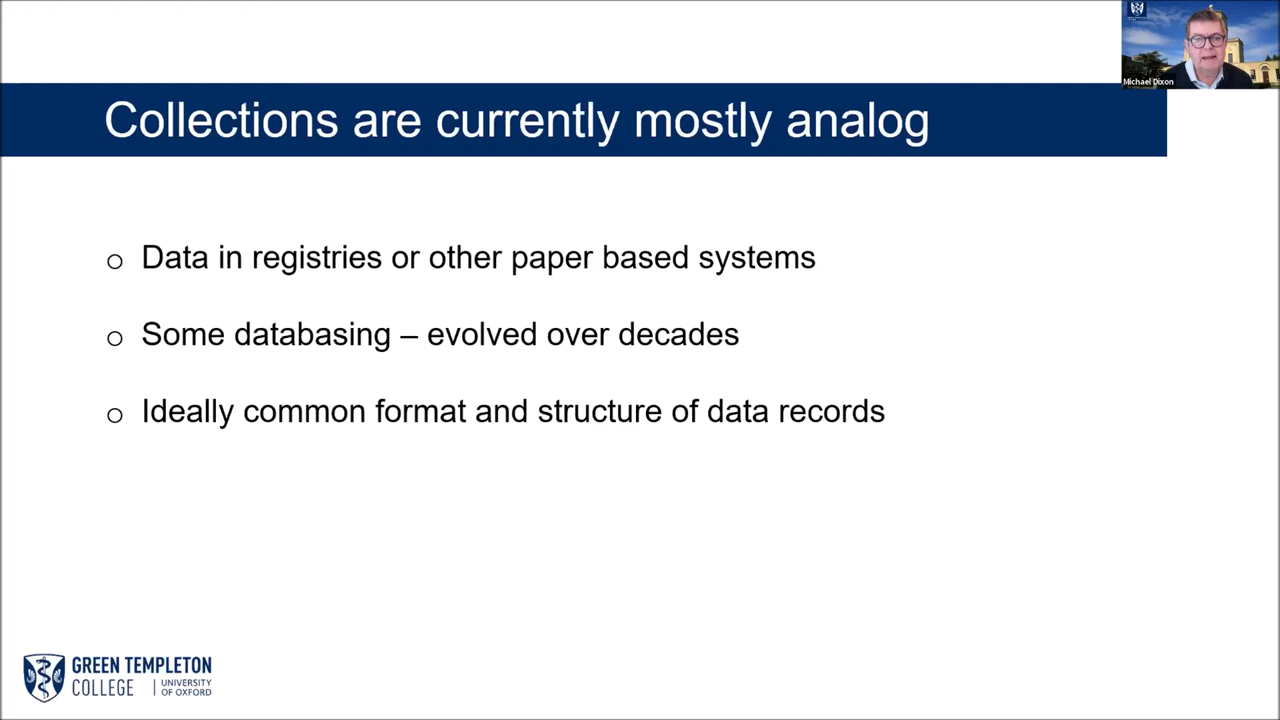 Michael Dixon
Collections are currently mostly analog
o Data in registries or other paper based systems
o Some databasing – evolved over decades
o Ideally common format and structure of data records
GREEN TEMPLETON
COLLEGE
UNIVERSITY
OF OXFORD